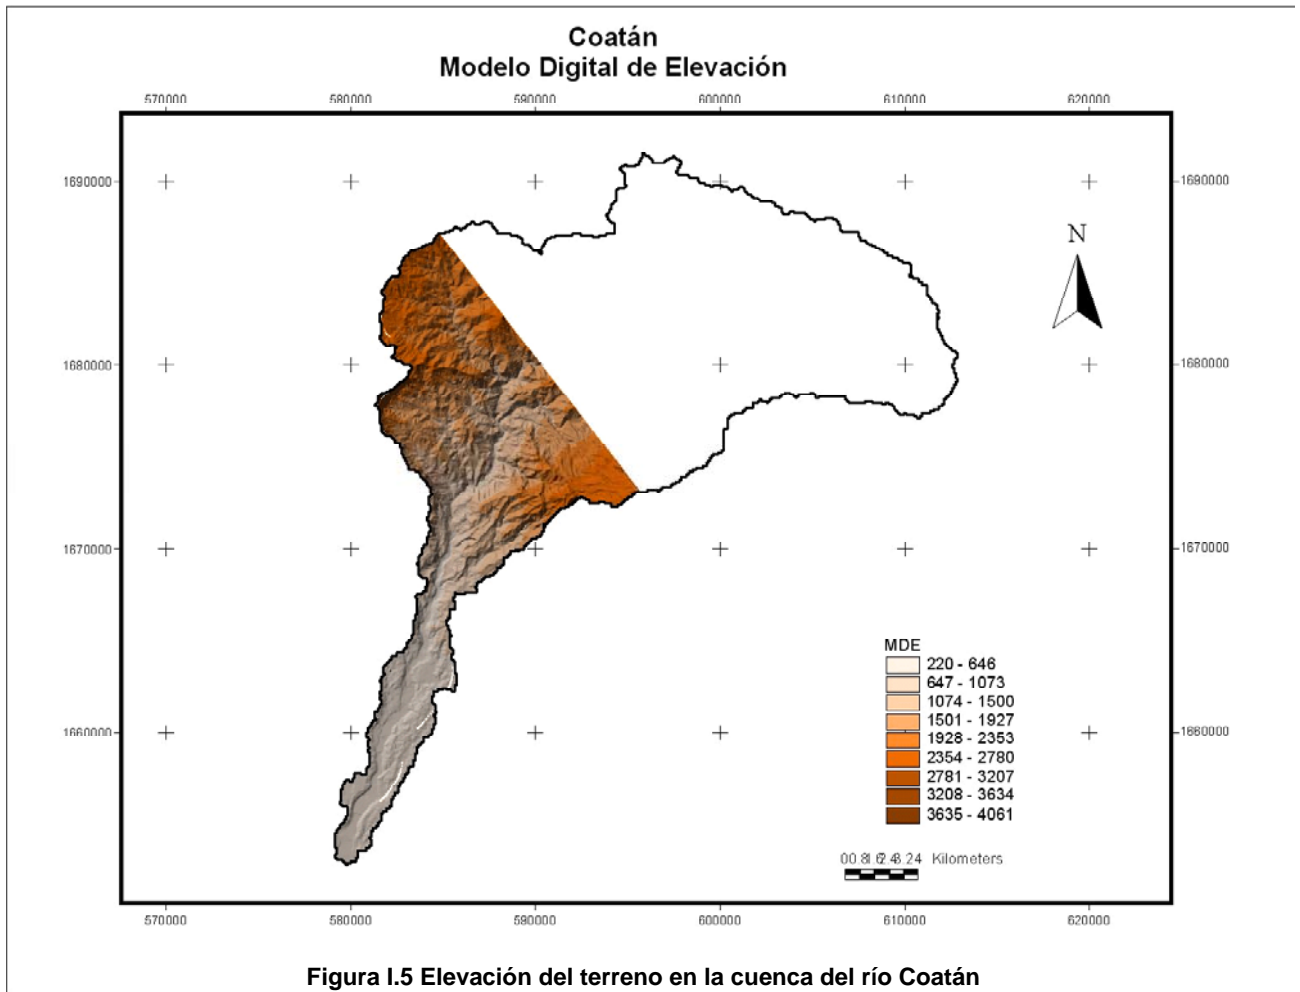 Coatán
Modelo Digital de Elevación
570000 580000 590000 600000 610000 620000
1690000 1690000
N
1680000 1680000
1670000 1670000
MDE
220 - 646
647 - 1073
1074 - 1500
1501 - 1927
1660000 1660000
1928 - 2353
2354 - 2780
2781 - 3207
3208 - 3634
3635 - 4061
Kilometers
570000 580000 590000 600000 610000 620000
Figura I.5 Elevación del terreno en la cuenca del río Coatán